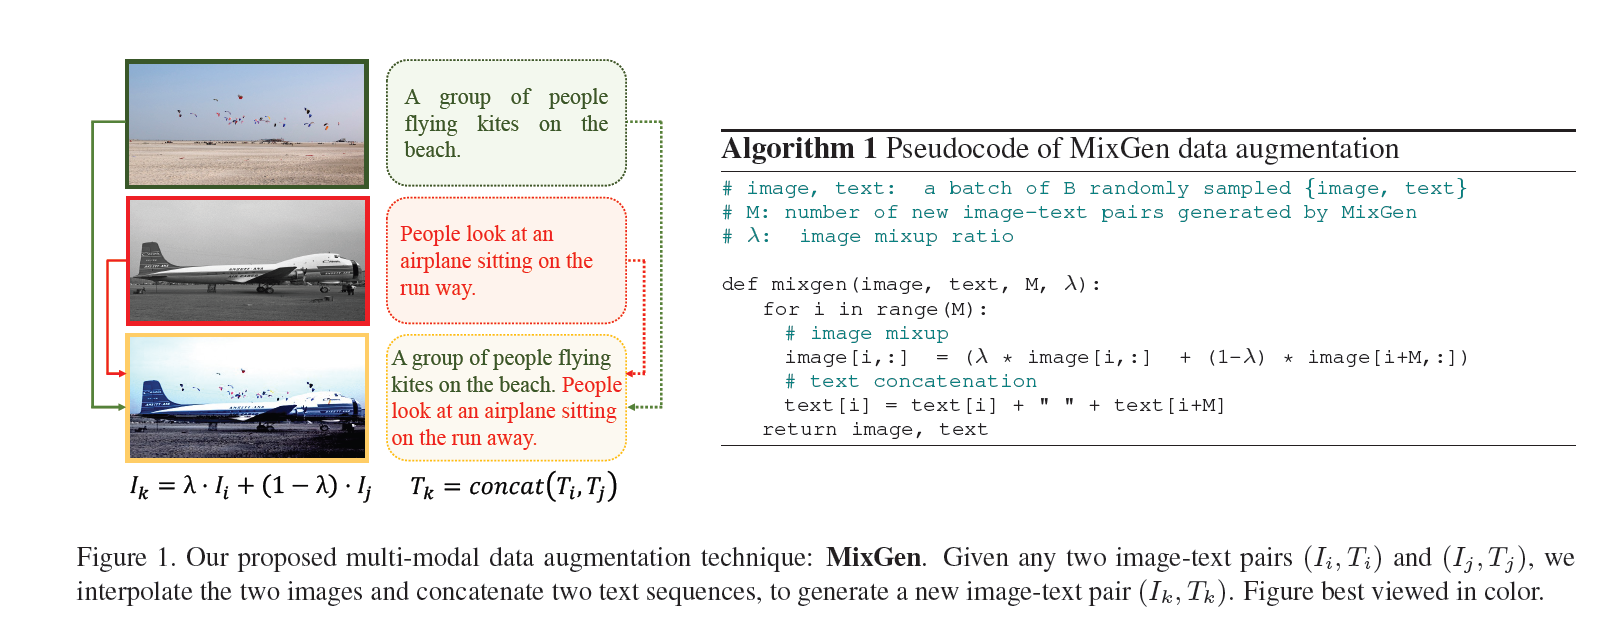 A group of people
flying kites on the
beach.
People look at an
airplane sitting on the
run way.
A group of people flying
kites on the beach. People
look at an airplane sitting
on the run away.
I_k = λ · I_i + (1 − λ) · I_j
T_k = concat(T_i, T_j)
Algorithm 1 Pseudocode of MixGen data augmentation
# image, text: a batch of B randomly sampled {image, text}
# M: number of new image-text pairs generated by MixGen
# λ: image mixup ratio
def mixgen(image, text, M, λ):
for i in range(M):
# image mixup
image[i,:] = (λ * image[i,:] + (1-λ) * image[i+M,:])
# text concatenation
text[i] = text[i] + " " + text[i+M]
return image, text
Figure 1. Our proposed multi-modal data augmentation technique: MixGen. Given any two image-text pairs (I_i, T_i) and (I_j, T_j), we
interpolate the two images and concatenate two text sequences, to generate a new image-text pair (I_k, T_k). Figure best viewed in color.